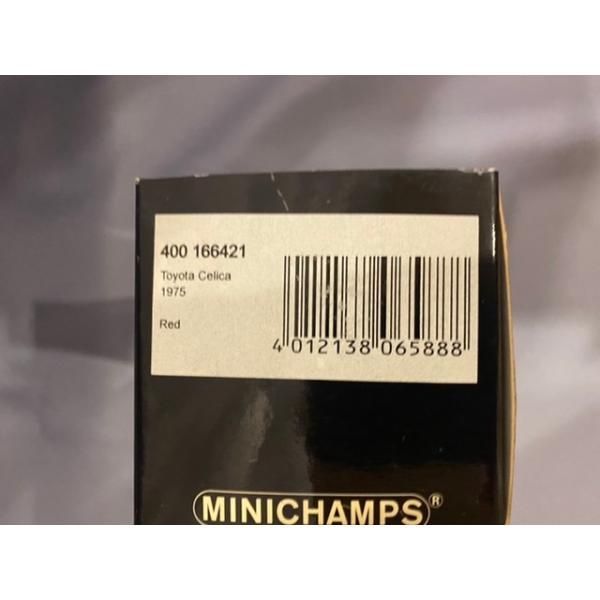 400 166421
Toyota Celica
1975
Red
4 012138 065888
MINICHAMPS®